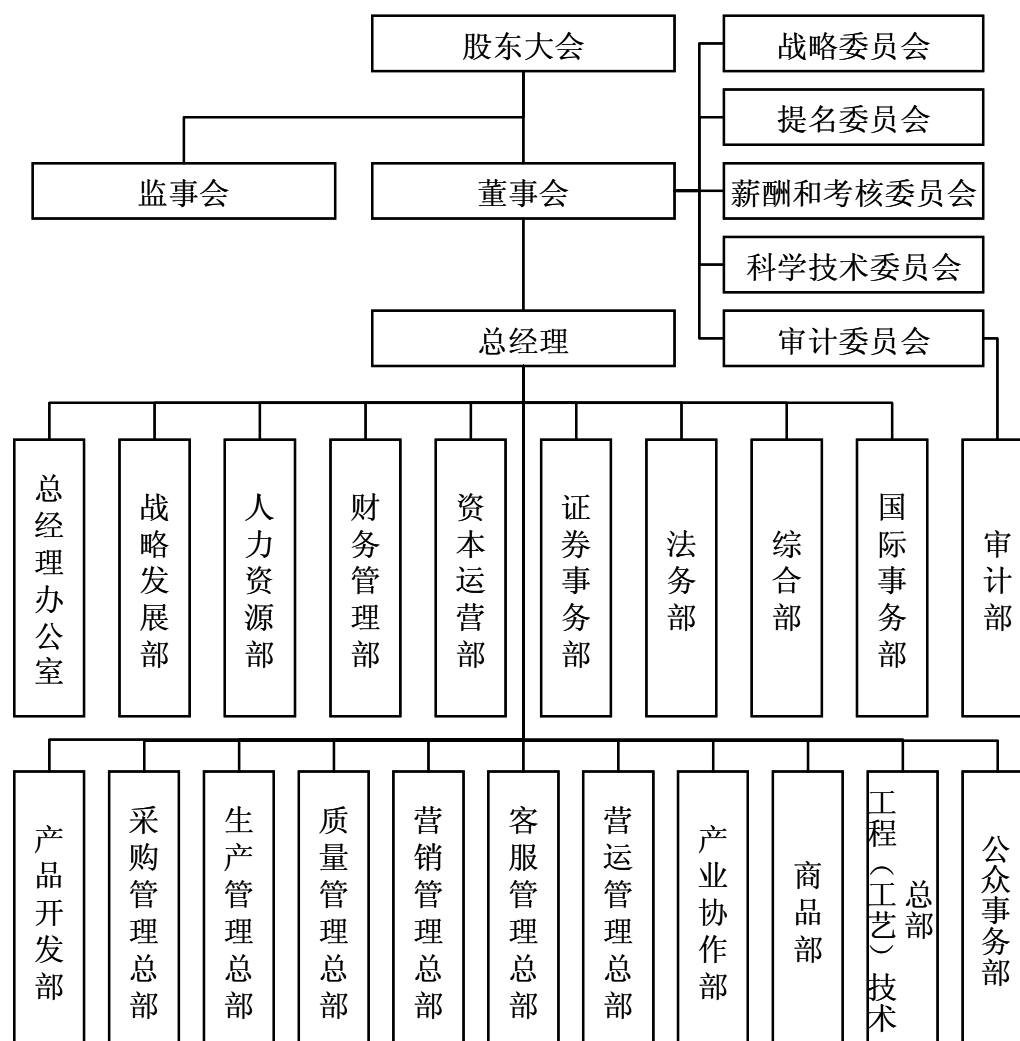 股东大会
战略委员会
提名委员会
监事会
董事会
薪酬和考核委员会
科学技术委员会
总经理
审计委员会
总经理办公室
战略发展部
人力资源部
财务管理部
资本运营部
证券事务部
法务部
综合部
国际事务部
审计部
产品开发部
采购管理总部
生产管理总部
质量管理总部
营销管理总部
客服管理总部
营运管理总部
产业协作部
商品部
工程（工艺）技术
总部
公众事务部